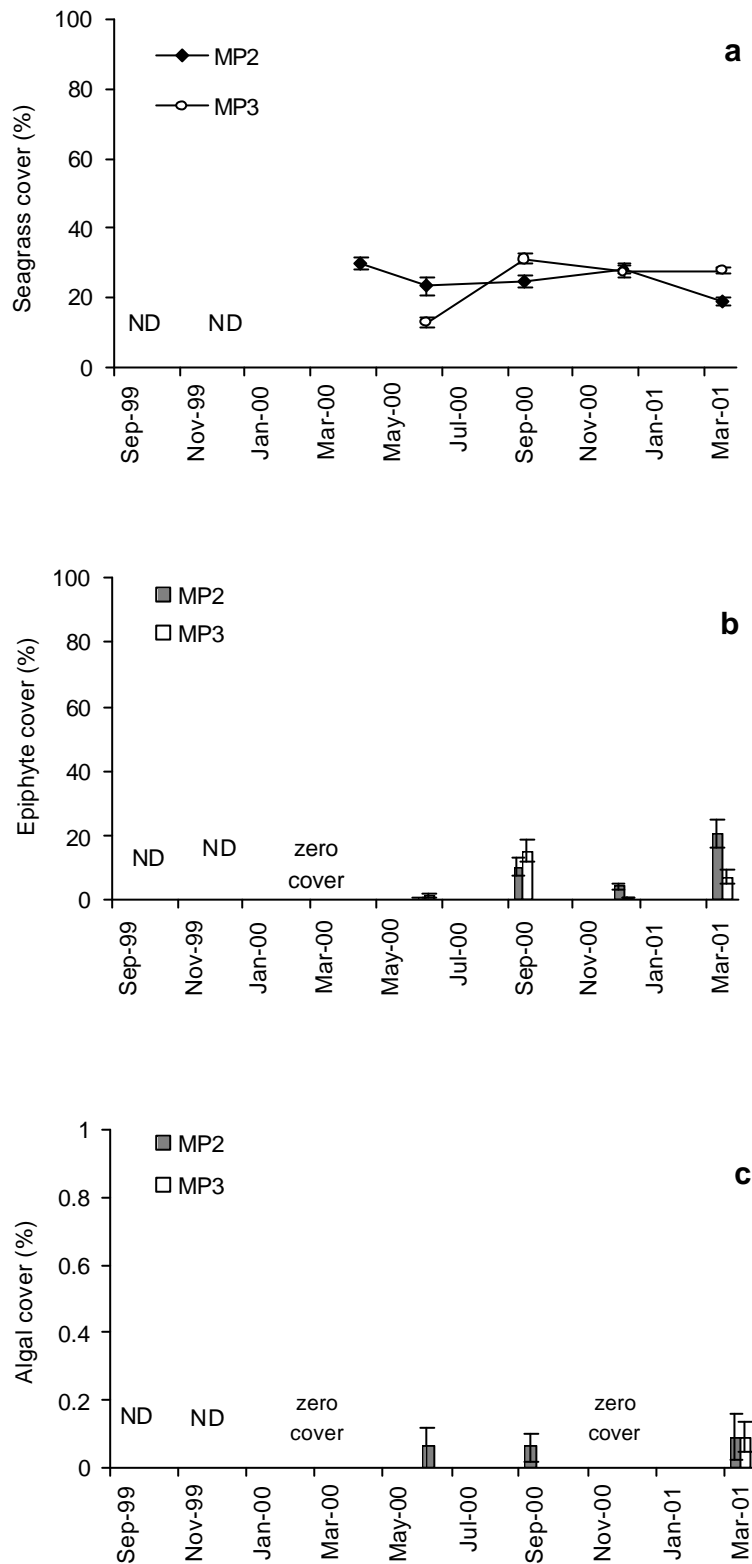 100
80
60
40
20
0
Seagrass cover (%)
MP2
MP3
a
ND
ND
Sep-99
Nov-99
Jan-00
Mar-00
May-00
Jul-00
Sep-00
Nov-00
Jan-01
Mar-01
100
80
60
40
20
0
Epiphyte cover (%)
MP2
MP3
b
ND
ND
zero
cover
Sep-99
Nov-99
Jan-00
Mar-00
May-00
Jul-00
Sep-00
Nov-00
Jan-01
Mar-01
1
0.8
0.6
0.4
0.2
0
Algal cover (%)
MP2
MP3
c
ND
ND
zero
cover
zero
cover
Sep-99
Nov-99
Jan-00
Mar-00
May-00
Jul-00
Sep-00
Nov-00
Jan-01
Mar-01